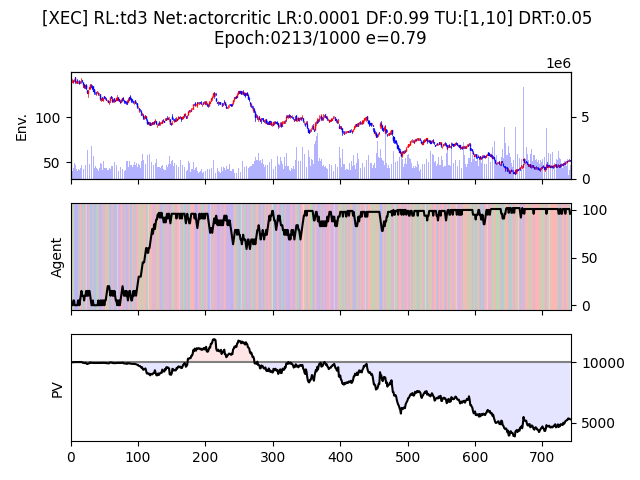 [XEC] RL:td3 Net:actorcritic LR:0.0001 DF:0.99 TU:[1,10] DRT:0.05
Epoch:0213/1000 e=0.79
1e6
Env.
100
50
5
0
Agent
100
50
0
PV
10000
5000
0 100 200 300 400 500 600 700